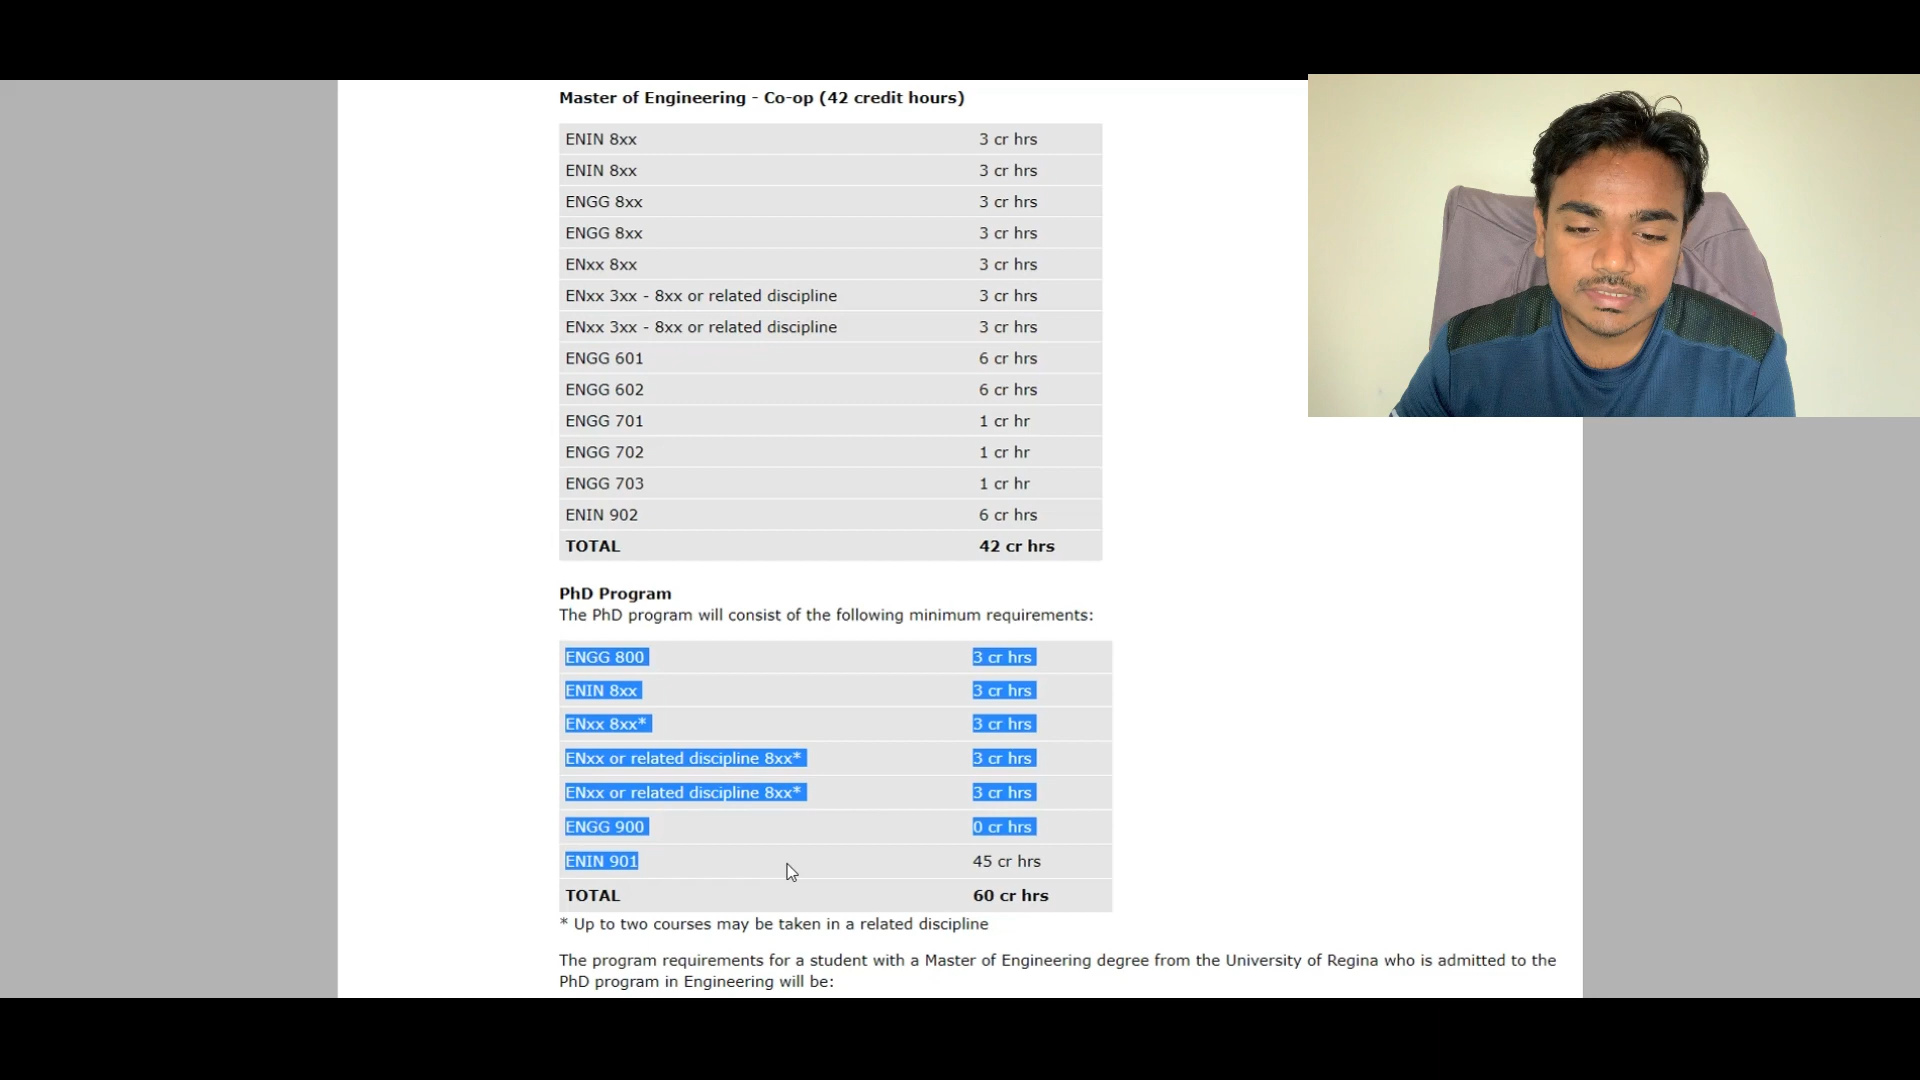 Master of Engineering - Co-op (42 credit hours)
ENIN 8xx 3 cr hrs
ENIN 8xx 3 cr hrs
ENGG 8xx 3 cr hrs
ENGG 8xx 3 cr hrs
ENxx 8xx 3 cr hrs
ENxx 3xx - 8xx or related discipline 3 cr hrs
ENxx 3xx - 8xx or related discipline 3 cr hrs
ENGG 601 6 cr hrs
ENGG 602 6 cr hrs
ENGG 701 1 cr hr
ENGG 702 1 cr hr
ENGG 703 1 cr hr
ENIN 902 6 cr hrs
TOTAL 42 cr hrs
PhD Program
The PhD program will consist of the following minimum requirements:
ENGG 800 3 cr hrs
ENIN 8xx 3 cr hrs
ENxx 8xx* 3 cr hrs
ENxx or related discipline 8xx* 3 cr hrs
ENxx or related discipline 8xx* 3 cr hrs
ENGG 900 0 cr hrs
ENIN 901 45 cr hrs
TOTAL 60 cr hrs
* Up to two courses may be taken in a related discipline
The program requirements for a student with a Master of Engineering degree from the University of Regina who is admitted to the
PhD program in Engineering will be: